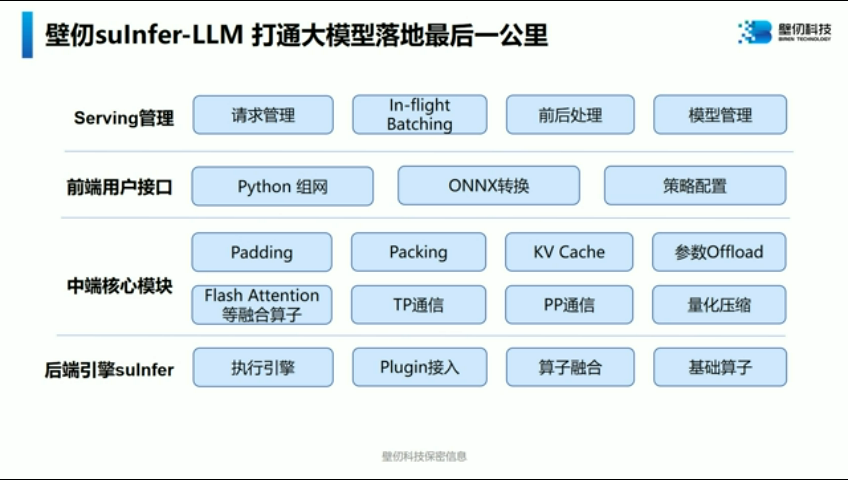 壁仞suInfer-LLM 打通大模型落地最后一公里
壁仞科技
BIREN TECHNOLOGY
Serving管理
请求管理
In-flight
Batching
前后处理
模型管理
前端用户接口
Python 组网
ONNX转换
策略配置
中端核心模块
Padding
Packing
KV Cache
参数Offload
Flash Attention
等融合算子
TP通信
PP通信
量化压缩
后端引擎suInfer
执行引擎
Plugin接入
算子融合
基础算子
壁仞科技保密信息